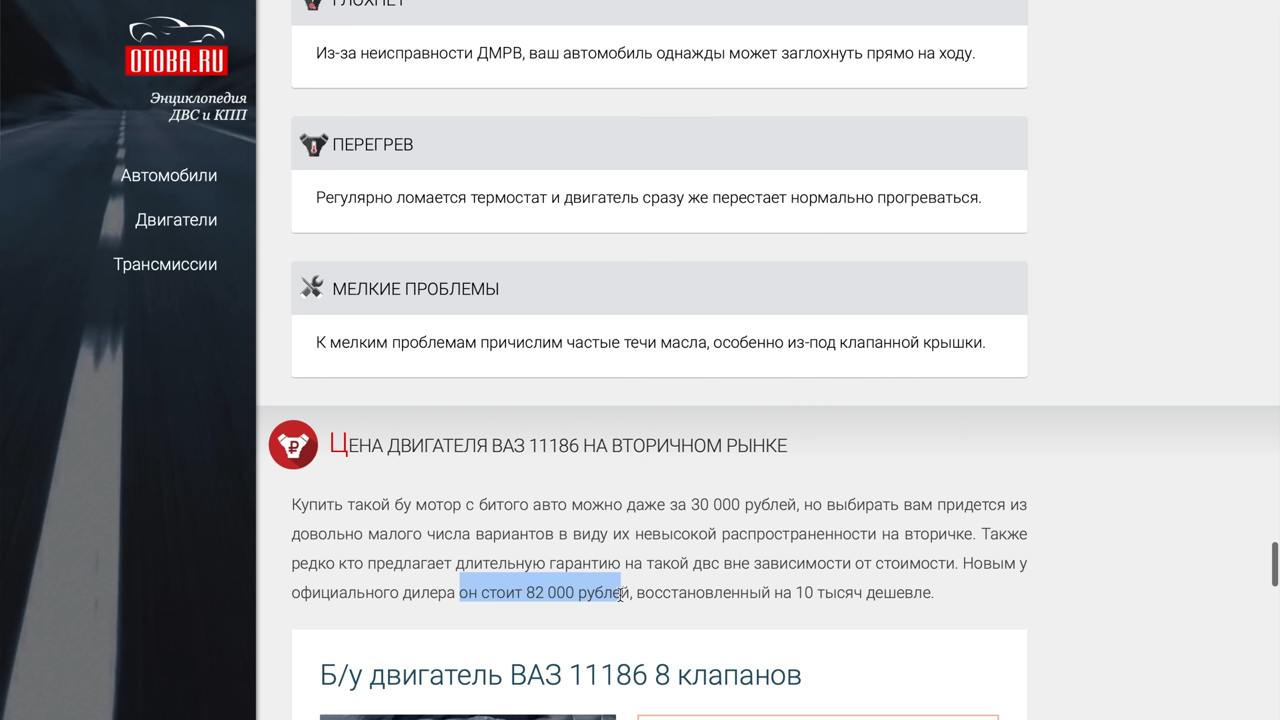 ГЛОХНЕТ
OTOBA.RU
Из-за неисправности ДМРВ, ваш автомобиль однажды может заглохнуть прямо на ходу.
Энциклопедия
ДВС и КПП
ПЕРЕГРЕВ
Автомобили
Регулярно ломается термостат и двигатель сразу же перестает нормально прогреваться.
Двигатели
Трансмиссии
МЕЛКИЕ ПРОБЛЕМЫ
К мелким проблемам причислим частые течи масла, особенно из-под клапанной крышки.
ЦЕНА ДВИГАТЕЛЯ ВАЗ 11186 НА ВТОРИЧНОМ РЫНКЕ
Купить такой бу мотор с битого авто можно даже за 30 000 рублей, но выбирать вам придется из
довольно малого числа вариантов в виду их невысокой распространенности на вторичке. Также
редко кто предлагает длительную гарантию на такой двс вне зависимости от стоимости. Новым у
официального дилера он стоит 82 000 рублей, восстановленный на 10 тысяч дешевле.
Б/у двигатель ВАЗ 11186 8 клапанов